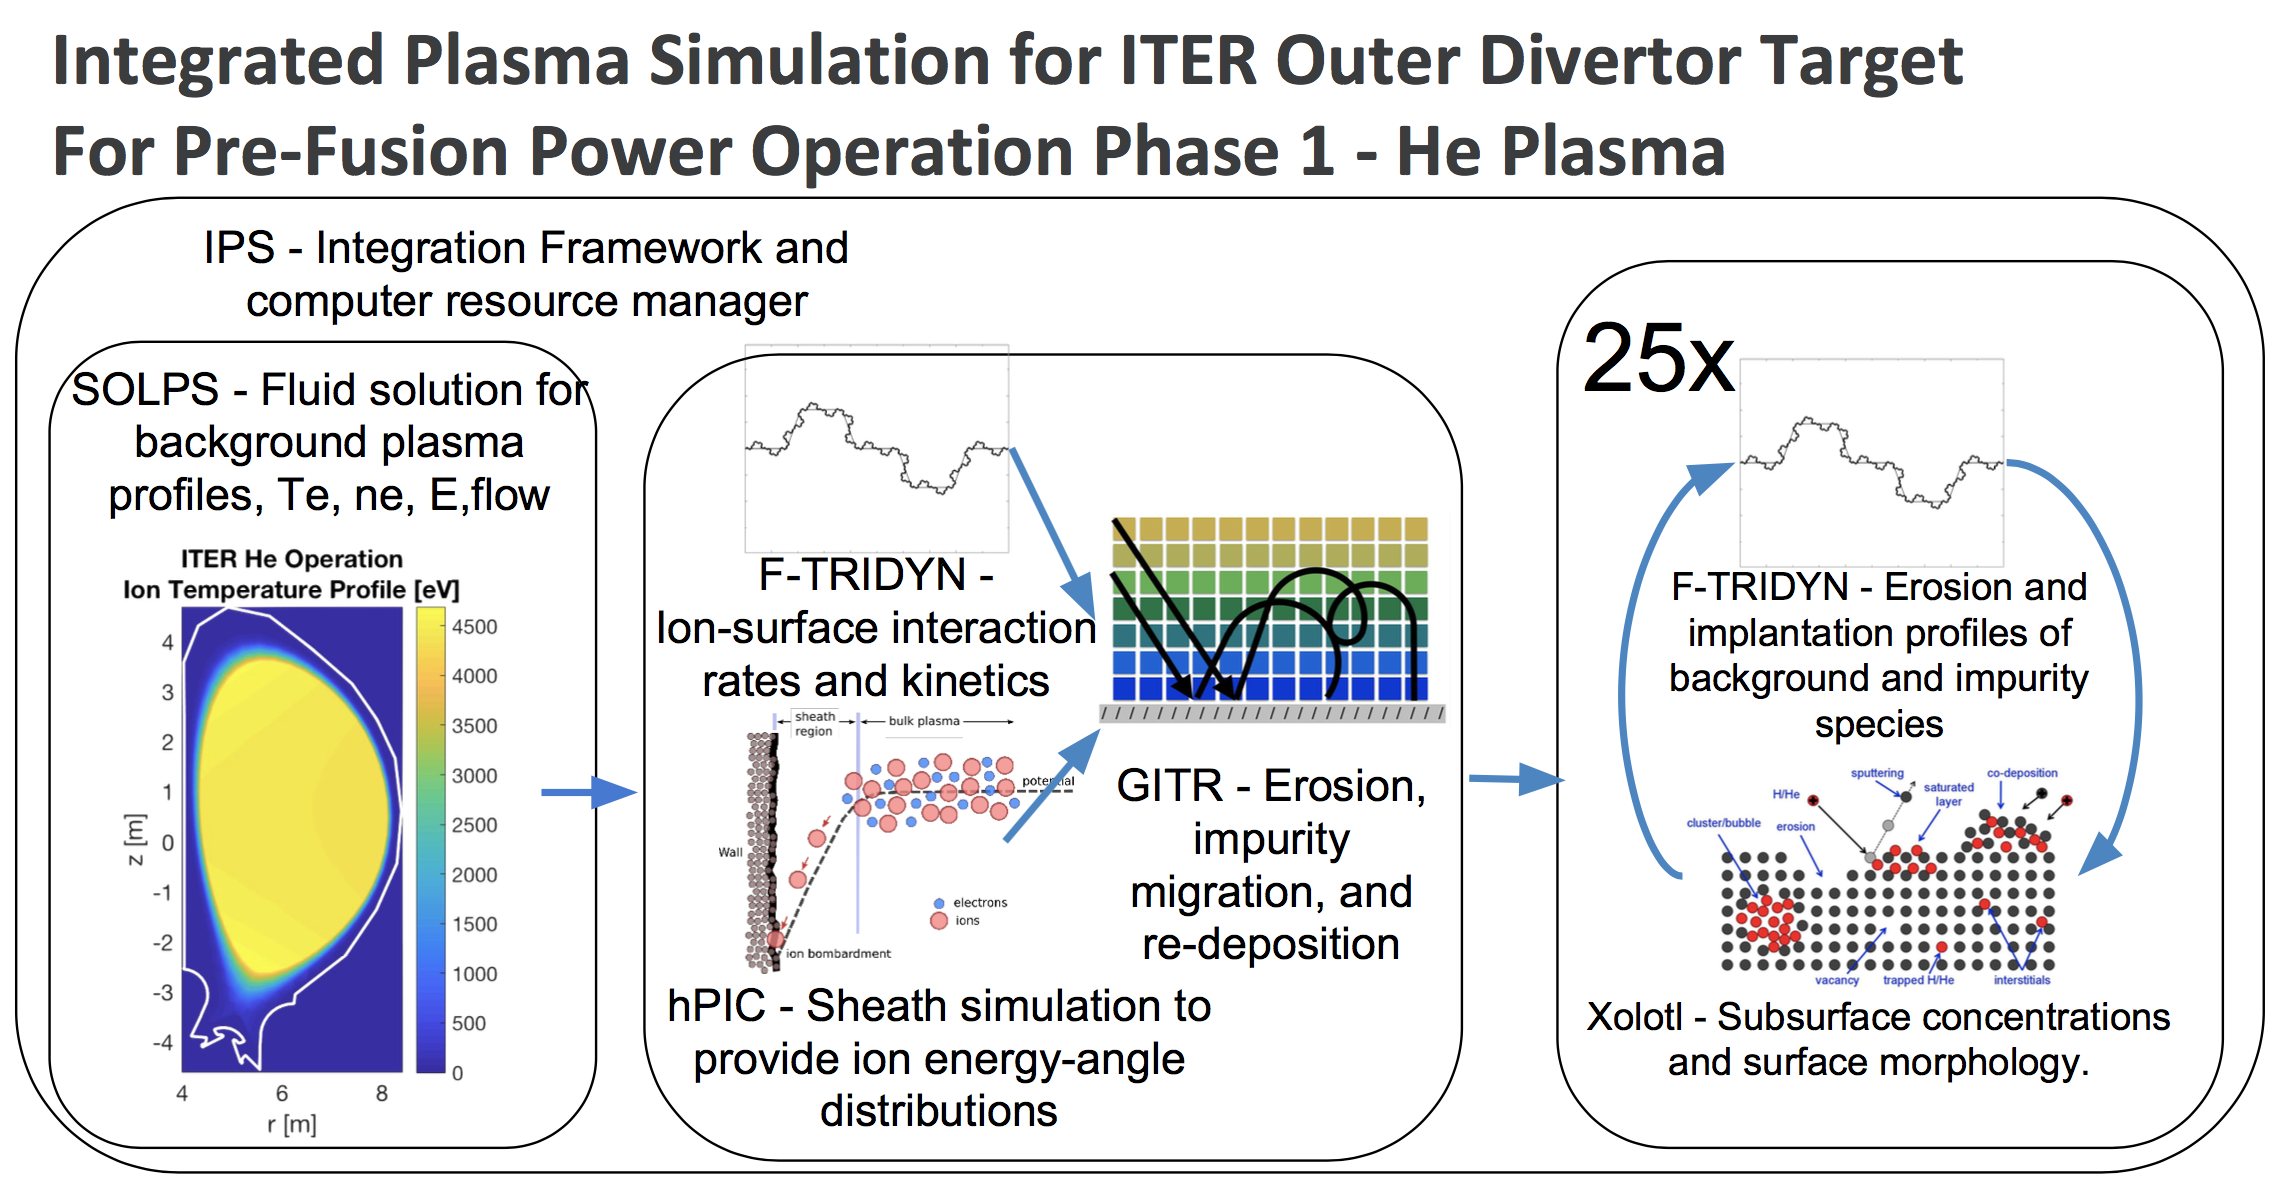 Integrated Plasma Simulation for ITER Outer Divertor Target
For Pre-Fusion Power Operation Phase 1 - He Plasma
IPS - Integration Framework and
computer resource manager
SOLPS - Fluid solution for
background plasma
profiles, Te, ne, E,flow
ITER He Operation
Ion Temperature Profile [eV]
4
3
2
1
0
-1
-2
-3
-4
z [m]
4 6 8
r [m]
4500
4000
3500
3000
2500
2000
1500
1000
500
0
F-TRIDYN -
Ion-surface interaction
rates and kinetics
sheath
region
bulk plasma
potential
Wall
electrons
ions
ion bombardment
hPIC - Sheath simulation to
provide ion energy-angle
distributions
GITR - Erosion,
impurity
migration, and
re-deposition
25x
F-TRIDYN - Erosion and
implantation profiles of
background and impurity
species
sputtering
co-deposition
H/He
saturated
layer
cluster/bubble
erosion
vacancy
trapped H/He
interstitials
Xolotl - Subsurface concentrations
and surface morphology.